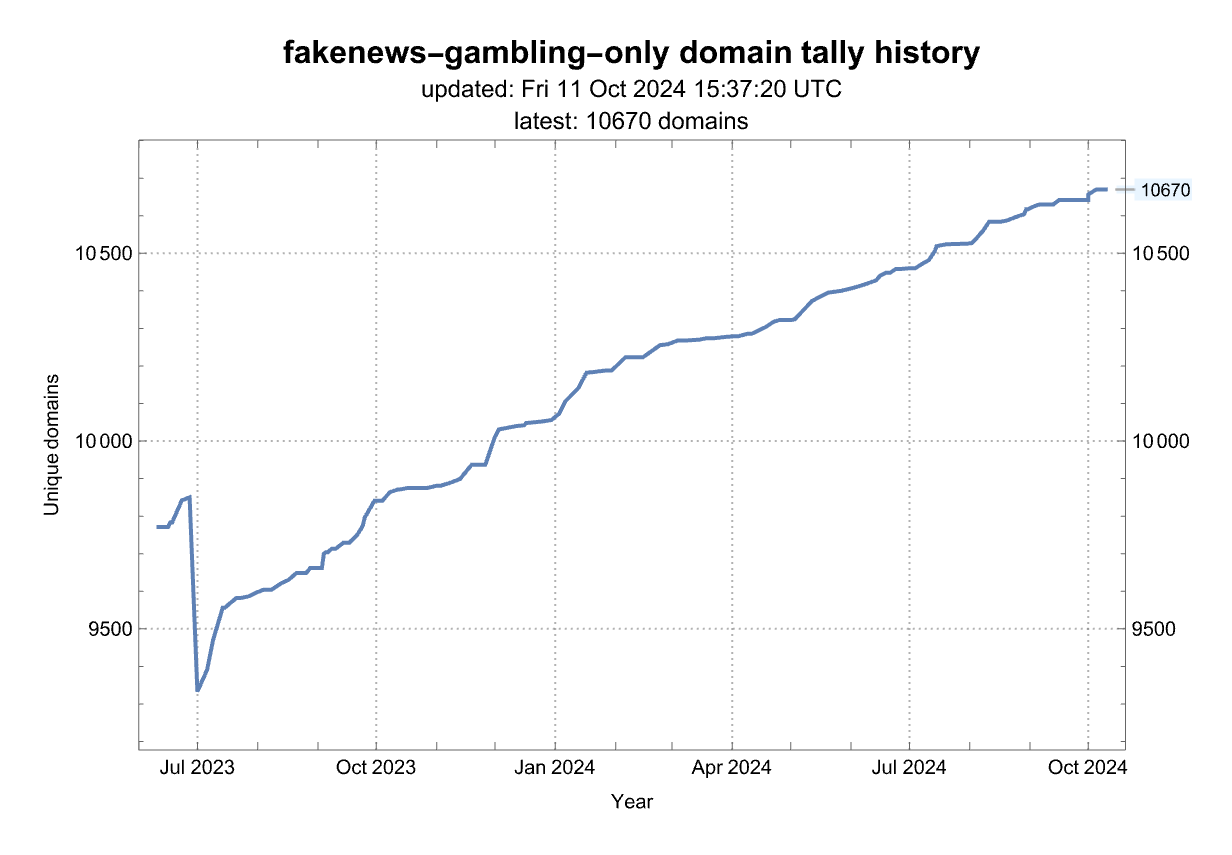 fakenews-gambling-only domain tally history
updated: Fri 11 Oct 2024 15:37:20 UTC
latest: 10670 domains
10670
10 500 10 500
Unique domains
10 000 10 000
9500 9500
Jul 2023 Oct 2023 Jan 2024 Apr 2024 Jul 2024 Oct 2024
Year